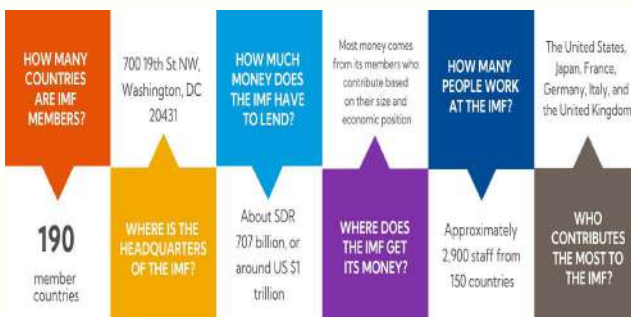 HOW MANY
COUNTRIES
ARE IMF
MEMBERS?
190
member
countries
700 19th St NW,
Washington, DC
20431
WHERE IS THE
HEADQUARTERS
OF THE IMF?
HOW MUCH
MONEY DOES
THE IMF HAVE
TO LEND?
About SDR
707 billion, or
around US $1
trillion
Most money comes
from its members who
contribute based
on their size and
economic position
WHERE DOES
THE IMF GET
ITS MONEY?
HOW MANY
PEOPLE WORK
AT THE IMF?
Approximately
2,900 staff from
150 countries
The United States,
Japan, France,
Germany, Italy, and
the United Kingdom
WHO
CONTRIBUTES
THE MOST TO
THE IMF?